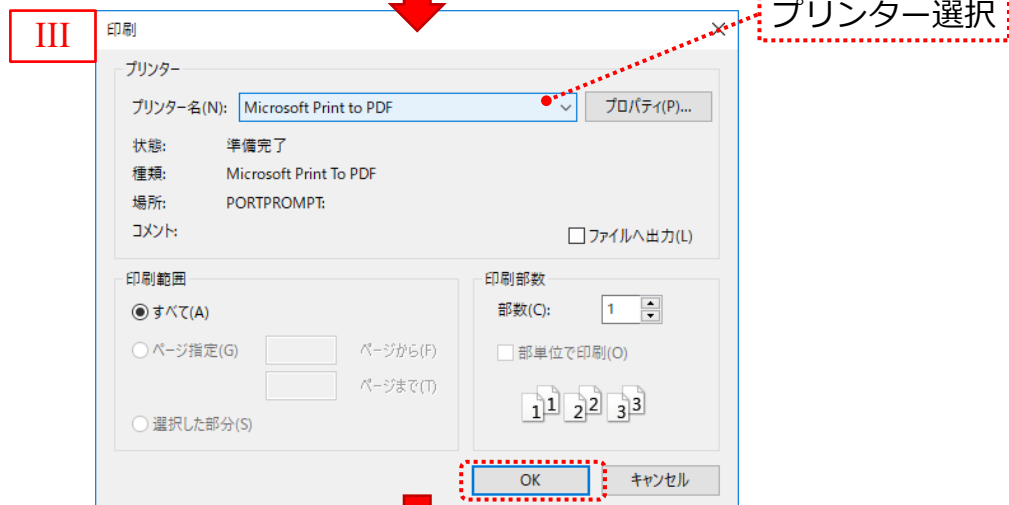 III
プリンター選択
印刷
プリンター
プリンター名(N): Microsoft Print to PDF プロパティ(P)...
状態: 準備完了
種類: Microsoft Print To PDF
場所: PORTPROMPT:
コメント: ファイルへ出力(L)
印刷範囲
すべて(A)
ページ指定(G) ページから(F)
ページまで(T)
選択した部分(S)
印刷部数
部数(C): 1
部単位で印刷(O)
1 1 2 2 3 3
OK キャンセル